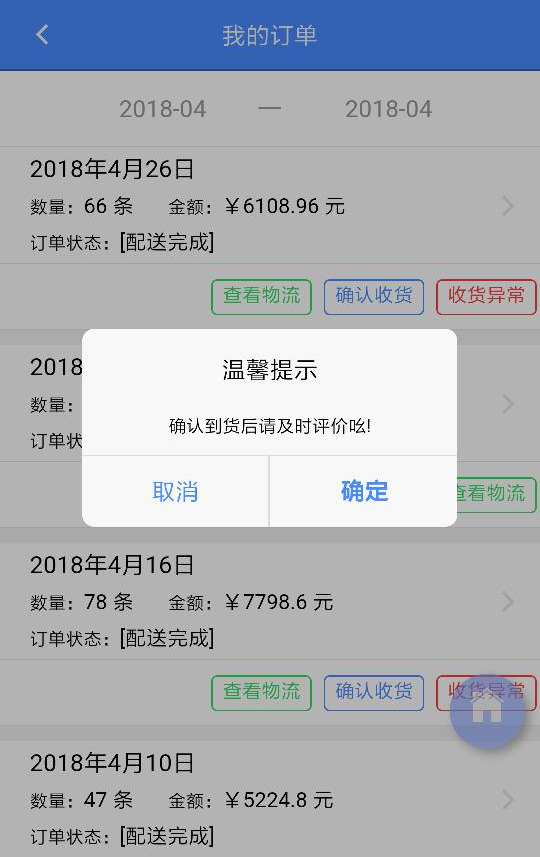 我的订单
2018-04 — 2018-04
2018年4月26日
数量：66 条 金额：￥6108.96 元
订单状态：[配送完成]
查看物流 确认收货 收货异常
2018
数量：
订单状
查看物流
温馨提示
确认到货后请及时评价吆!
取消 确定
2018年4月16日
数量：78 条 金额：￥7798.6 元
订单状态：[配送完成]
查看物流 确认收货 收货异常
2018年4月10日
数量：47 条 金额：￥5224.8 元
订单状态：[配送完成]